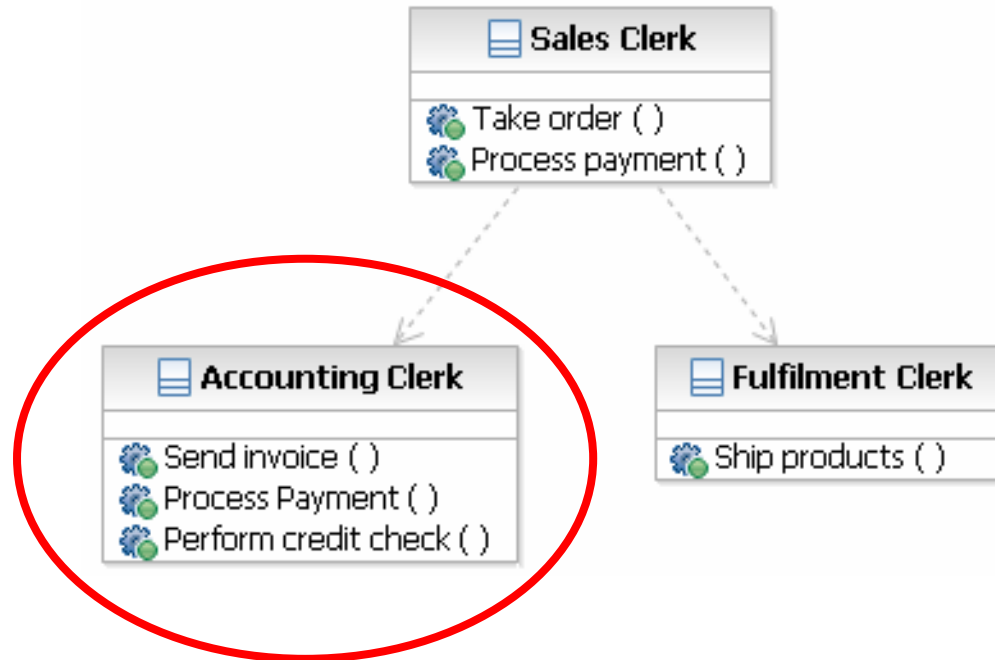 Sales Clerk
Take order ( )
Process payment ( )
Accounting Clerk
Send invoice ( )
Process Payment ( )
Perform credit check ( )
Fulfilment Clerk
Ship products ( )